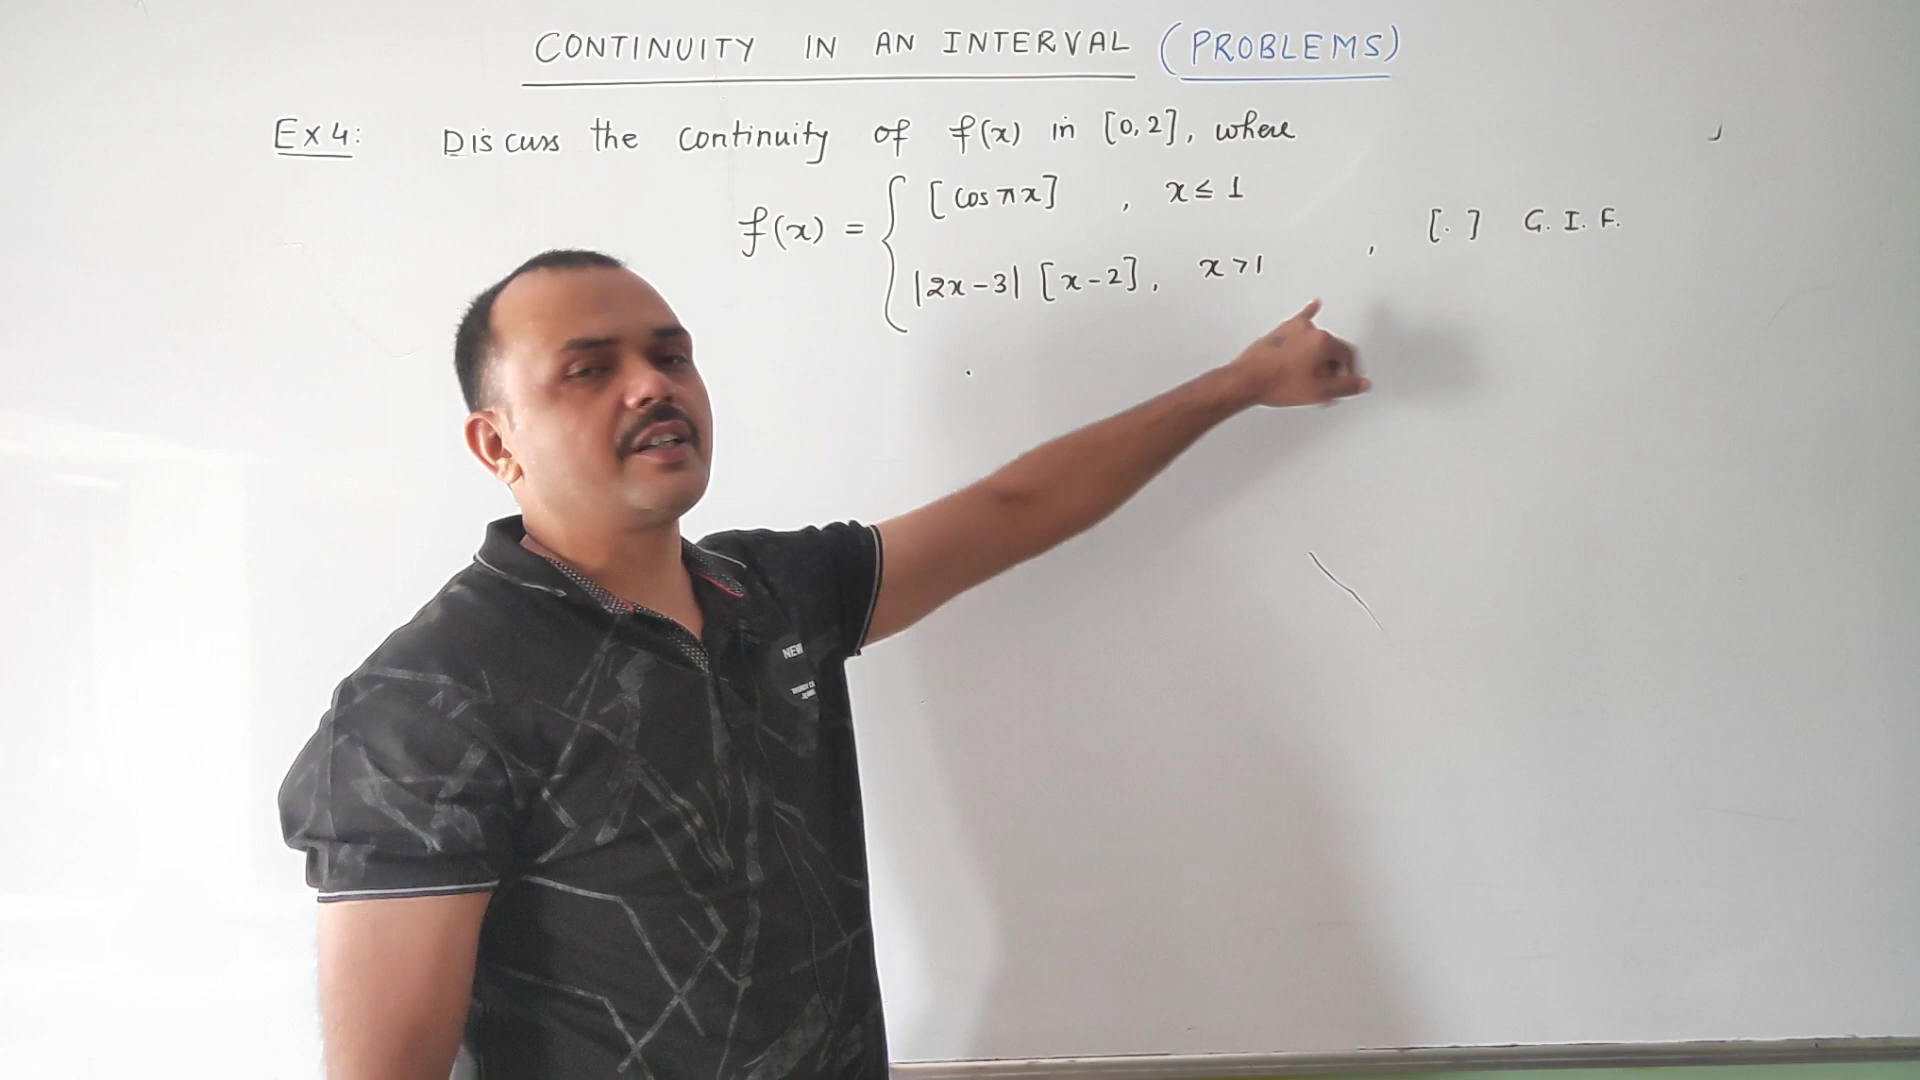 CONTINUITY IN AN INTERVAL (PROBLEMS)
Ex 4: Discuss the continuity of f(x) in [0, 2], where
f(x) = { [cos πx] , x ≤ 1
|2x-3| [x-2], x > 1 , [.] G. I. F.
NEW